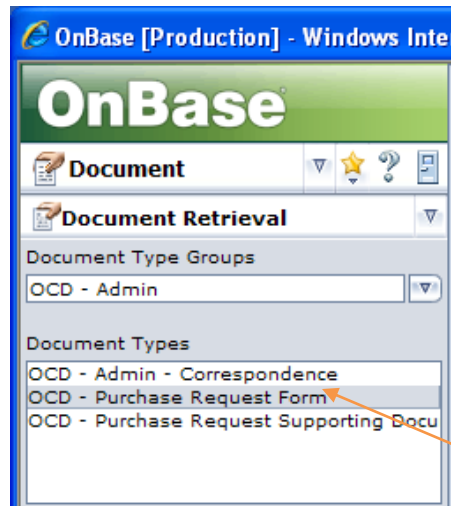 OnBase [Production] - Windows Inte
OnBase
Document
Document Retrieval
Document Type Groups
OCD - Admin
Document Types
OCD - Admin - Correspondence
OCD - Purchase Request Form
OCD - Purchase Request Supporting Docu